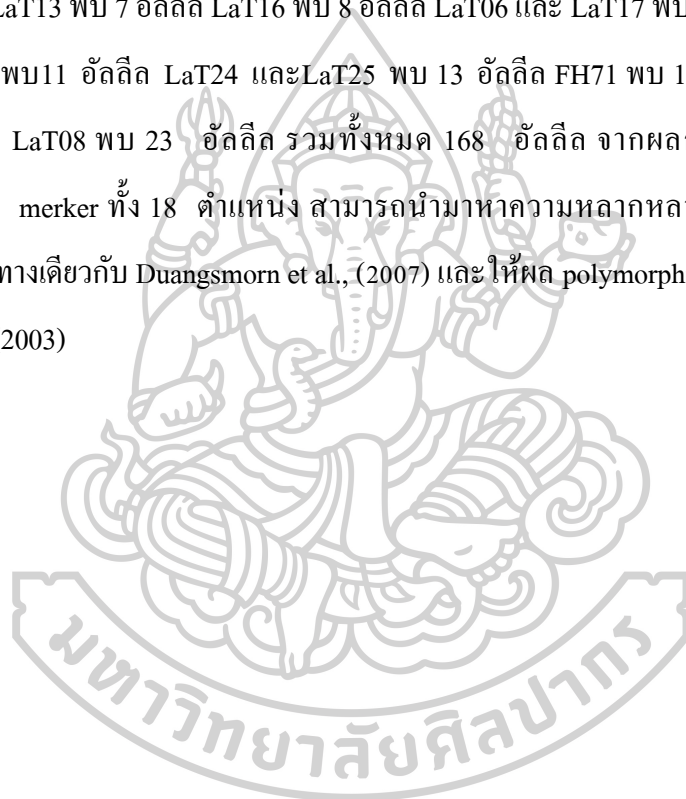 LaT13 พบ 7 อัลลีล LaT16 พบ 8 อัลลีล LaT06 และ LaT17 พบ
พบ11 อัลลีล LaT24 และLaT25 พบ 13 อัลลีล FH71 พบ 1
LaT08 พบ 23 อัลลีล รวมทั้งหมด 168 อัลลีล จากผล
merker ทั้ง 18 ตำแหน่ง สามารถนำมาหาความหลากหลา
ทางเดียวกับ Duangsmorn et al., (2007) และให้ผล polymorph
2003)
มหาวิทยาลัยศิลปากร